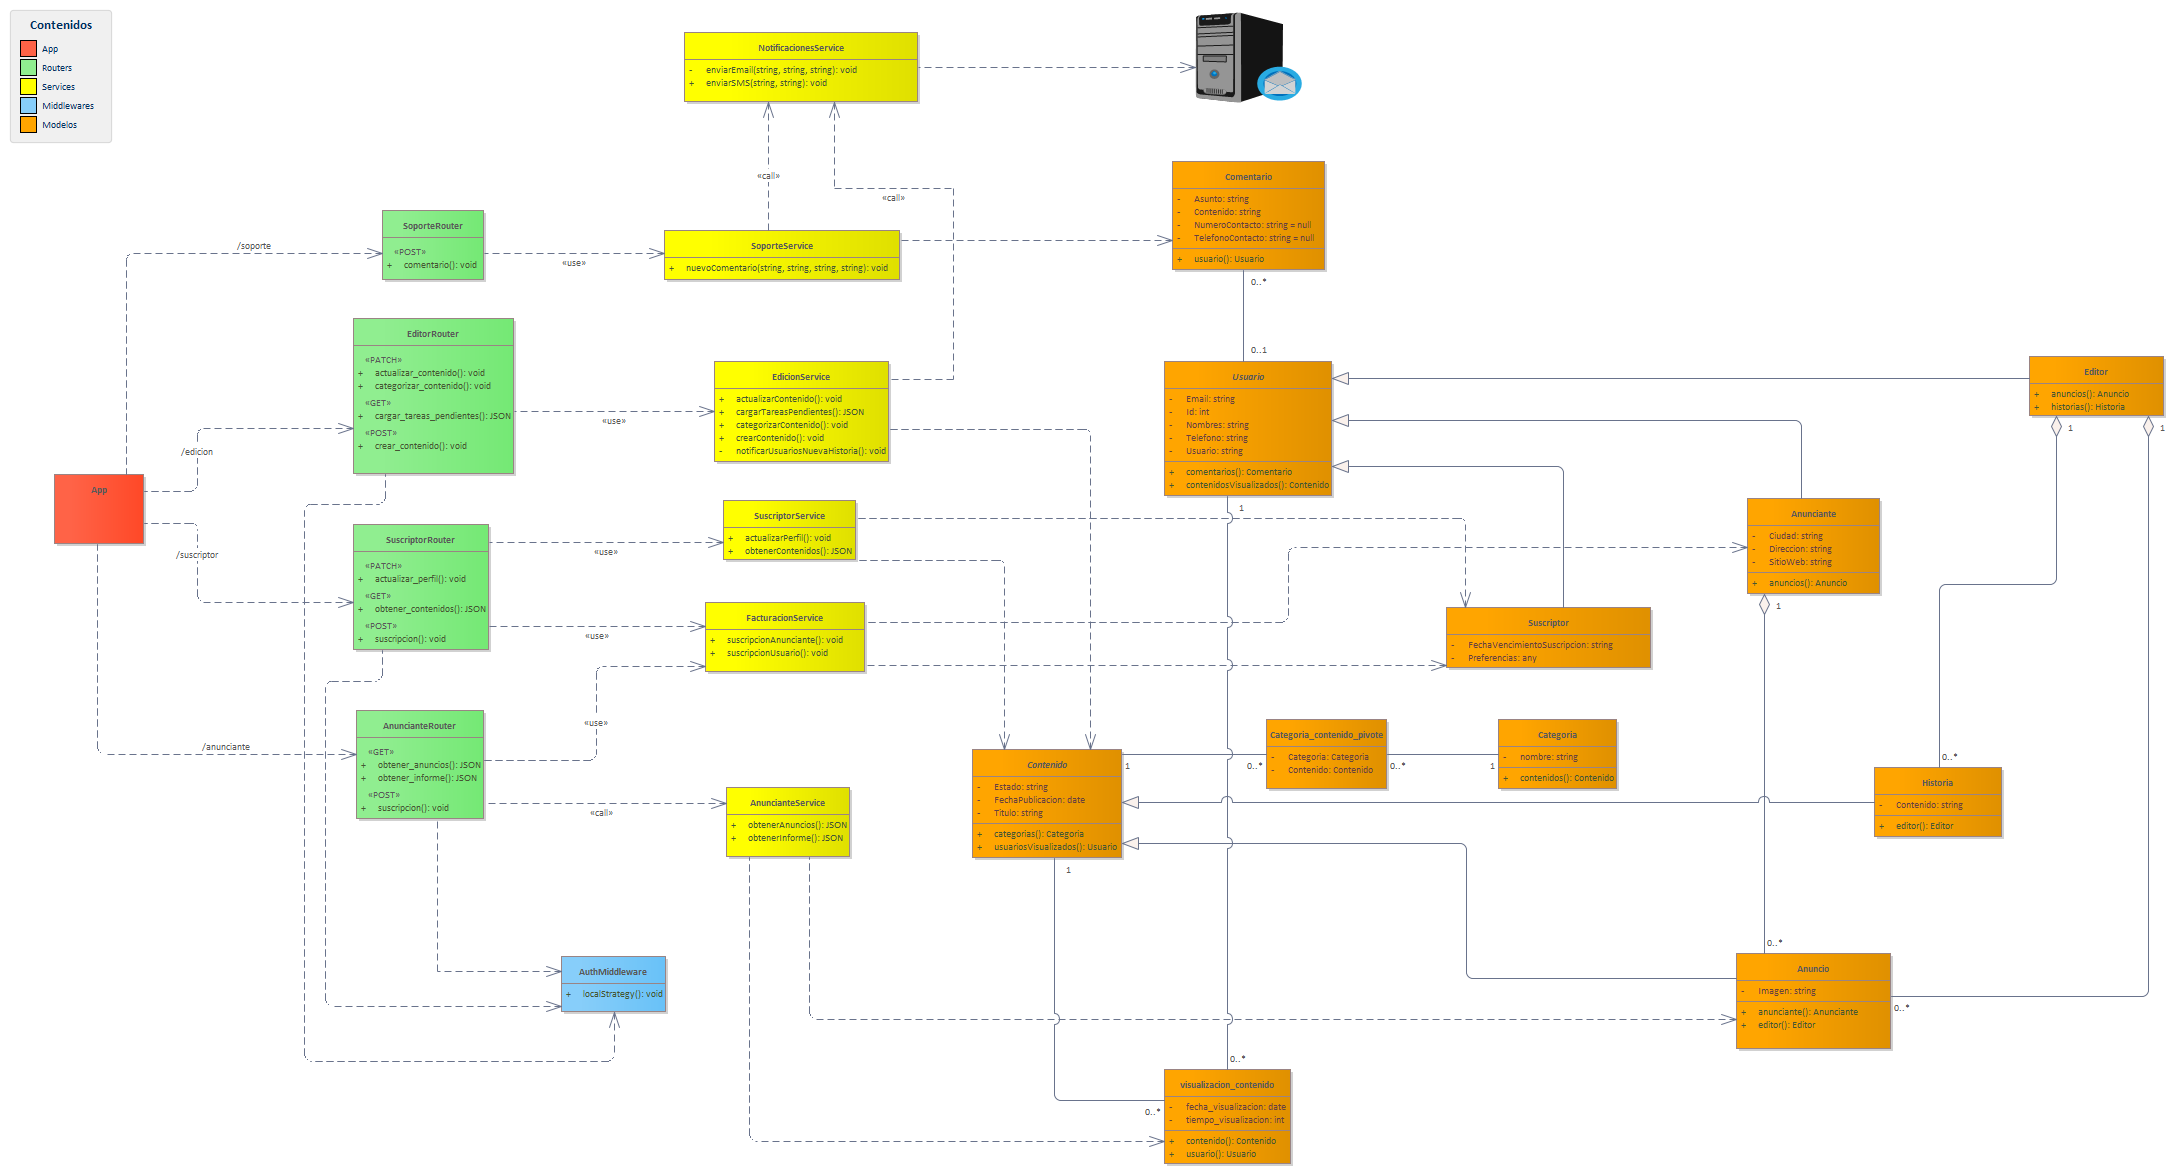 Contenidos
App
Routers
Services
Middlewares
Modelos
NotificacionesService
- enviarEmail(string, string, string): void
+ enviarSMS(string, string): void
«call»
«call»
Comentario
- Asunto: string
- Contenido: string
- NumeroContacto: string = null
- TelefonoContacto: string = null
+ usuario(): Usuario
0..*
0..1
/soporte
SoporteRouter
«POST»
+ comentario(): void
«use»
SoporteService
+ nuevoComentario(string, string, string, string): void
EditorRouter
«PATCH»
+ actualizar_contenido(): void
+ categorizar_contenido(): void
«GET»
+ cargar_tareas_pendientes(): JSON
«POST»
+ crear_contenido(): void
/edicion
«use»
EdicionService
+ actualizarContenido(): void
+ cargarTareasPendientes(): JSON
+ categorizarContenido(): void
+ crearContenido(): void
- notificarUsuariosNuevaHistoria(): void
Usuario
- Email: string
- Id: int
- Nombres: string
- Telefono: string
- Usuario: string
+ comentarios(): Comentario
+ contenidosVisualizados(): Contenido
1
Editor
+ anuncios(): Anuncio
+ historias(): Historia
1
1
App
/suscriptor
SuscriptorRouter
«PATCH»
+ actualizar_perfil(): void
«GET»
+ obtener_contenidos(): JSON
«POST»
+ suscripcion(): void
«use»
SuscriptorService
+ actualizarPerfil(): void
+ obtenerContenidos(): JSON
«use»
FacturacionService
+ suscripcionAnunciante(): void
+ suscripcionUsuario(): void
Anunciante
- Ciudad: string
- Direccion: string
- SitioWeb: string
+ anuncios(): Anuncio
1
Suscriptor
- FechaVencimientoSuscripcion: string
- Preferencias: any
/anunciante
AnuncianteRouter
«GET»
+ obtener_anuncios(): JSON
+ obtener_informe(): JSON
«POST»
+ suscripcion(): void
«use»
«call»
AnuncianteService
+ obtenerAnuncios(): JSON
+ obtenerInforme(): JSON
Contenido
- Estado: string
- FechaPublicacion: date
- Titulo: string
+ categorias(): Categoria
+ usuariosVisualizados(): Usuario
1
1
0..*
Categoria_contenido_pivote
- Categoria: Categoria
- Contenido: Contenido
0..*
1
Categoria
- nombre: string
+ contenidos(): Contenido
0..*
Historia
- Contenido: string
+ editor(): Editor
AuthMiddleware
+ localStrategy(): void
0..*
Anuncio
- Imagen: string
+ anunciante(): Anunciante
+ editor(): Editor
0..*
0..*
0..*
visualizacion_contenido
- fecha_visualizacion: date
- tiempo_visualizacion: int
+ contenido(): Contenido
+ usuario(): Usuario